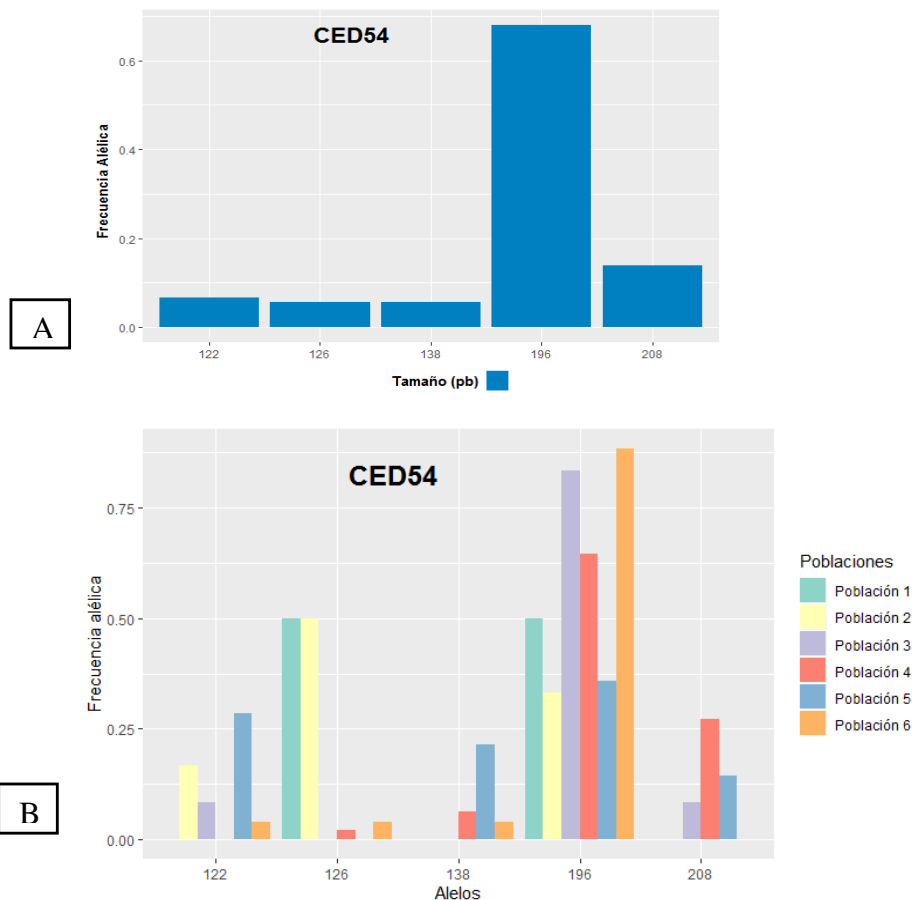 CED54
0.6
0.4
0.2
0.0
Frecuencia Alélica
122 126 138 196 208
Tamaño (pb)
A
CED54
0.75
0.50
0.25
0.00
Frecuencia alélica
122 126 138 196 208
Alelos
Poblaciones
Población 1
Población 2
Población 3
Población 4
Población 5
Población 6
B